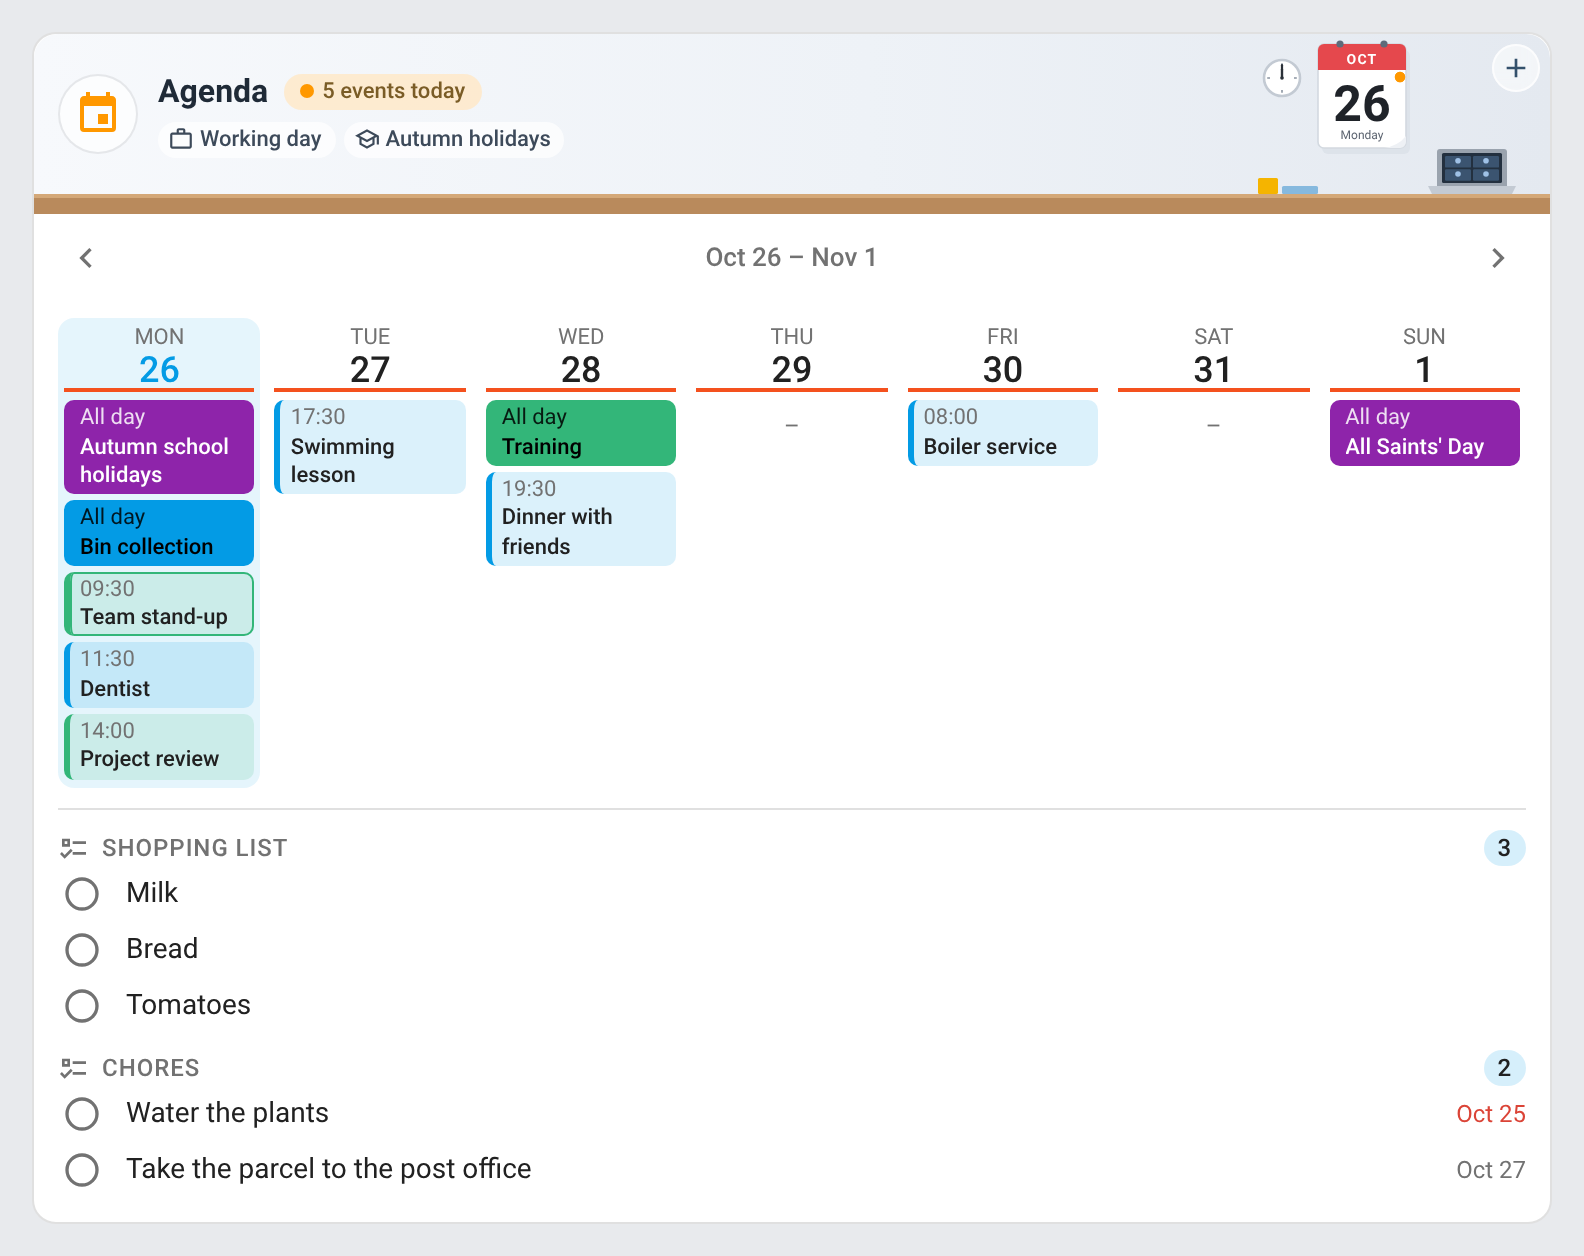 Agenda
5 events today
Working day
Autumn holidays
OCT
26
Monday
Oct 26 – Nov 1
MON
26
All day
Autumn school
holidays
All day
Bin collection
09:30
Team stand-up
11:30
Dentist
14:00
Project review
TUE
27
17:30
Swimming
lesson
WED
28
All day
Training
19:30
Dinner with
friends
THU
29
–
FRI
30
08:00
Boiler service
SAT
31
–
SUN
1
All day
All Saints' Day
SHOPPING LIST
3
Milk
Bread
Tomatoes
CHORES
2
Water the plants
Oct 25
Take the parcel to the post office
Oct 27